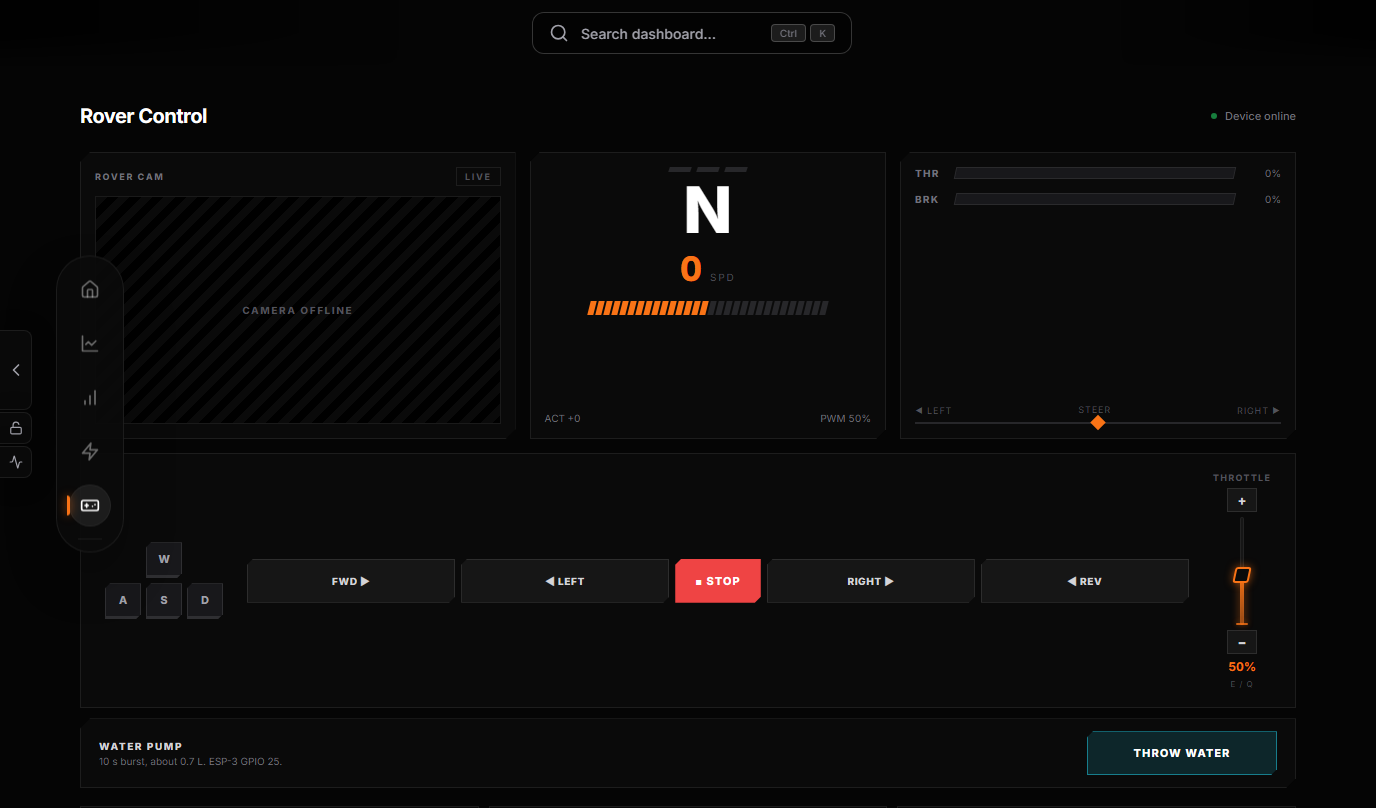 Search dashboard... Ctrl K
Rover Control
Device online
ROVER CAM
LIVE
CAMERA OFFLINE
N
0 SPD
ACT +0
PWM 50%
THR 0%
BRK 0%
◀ LEFT
STEER
RIGHT ▶
W
A S D
FWD ▶
◀ LEFT
■ STOP
RIGHT ▶
◀ REV
THROTTLE
+
−
50%
E / Q
WATER PUMP
10 s burst, about 0.7 L. ESP-3 GPIO 25.
THROW WATER